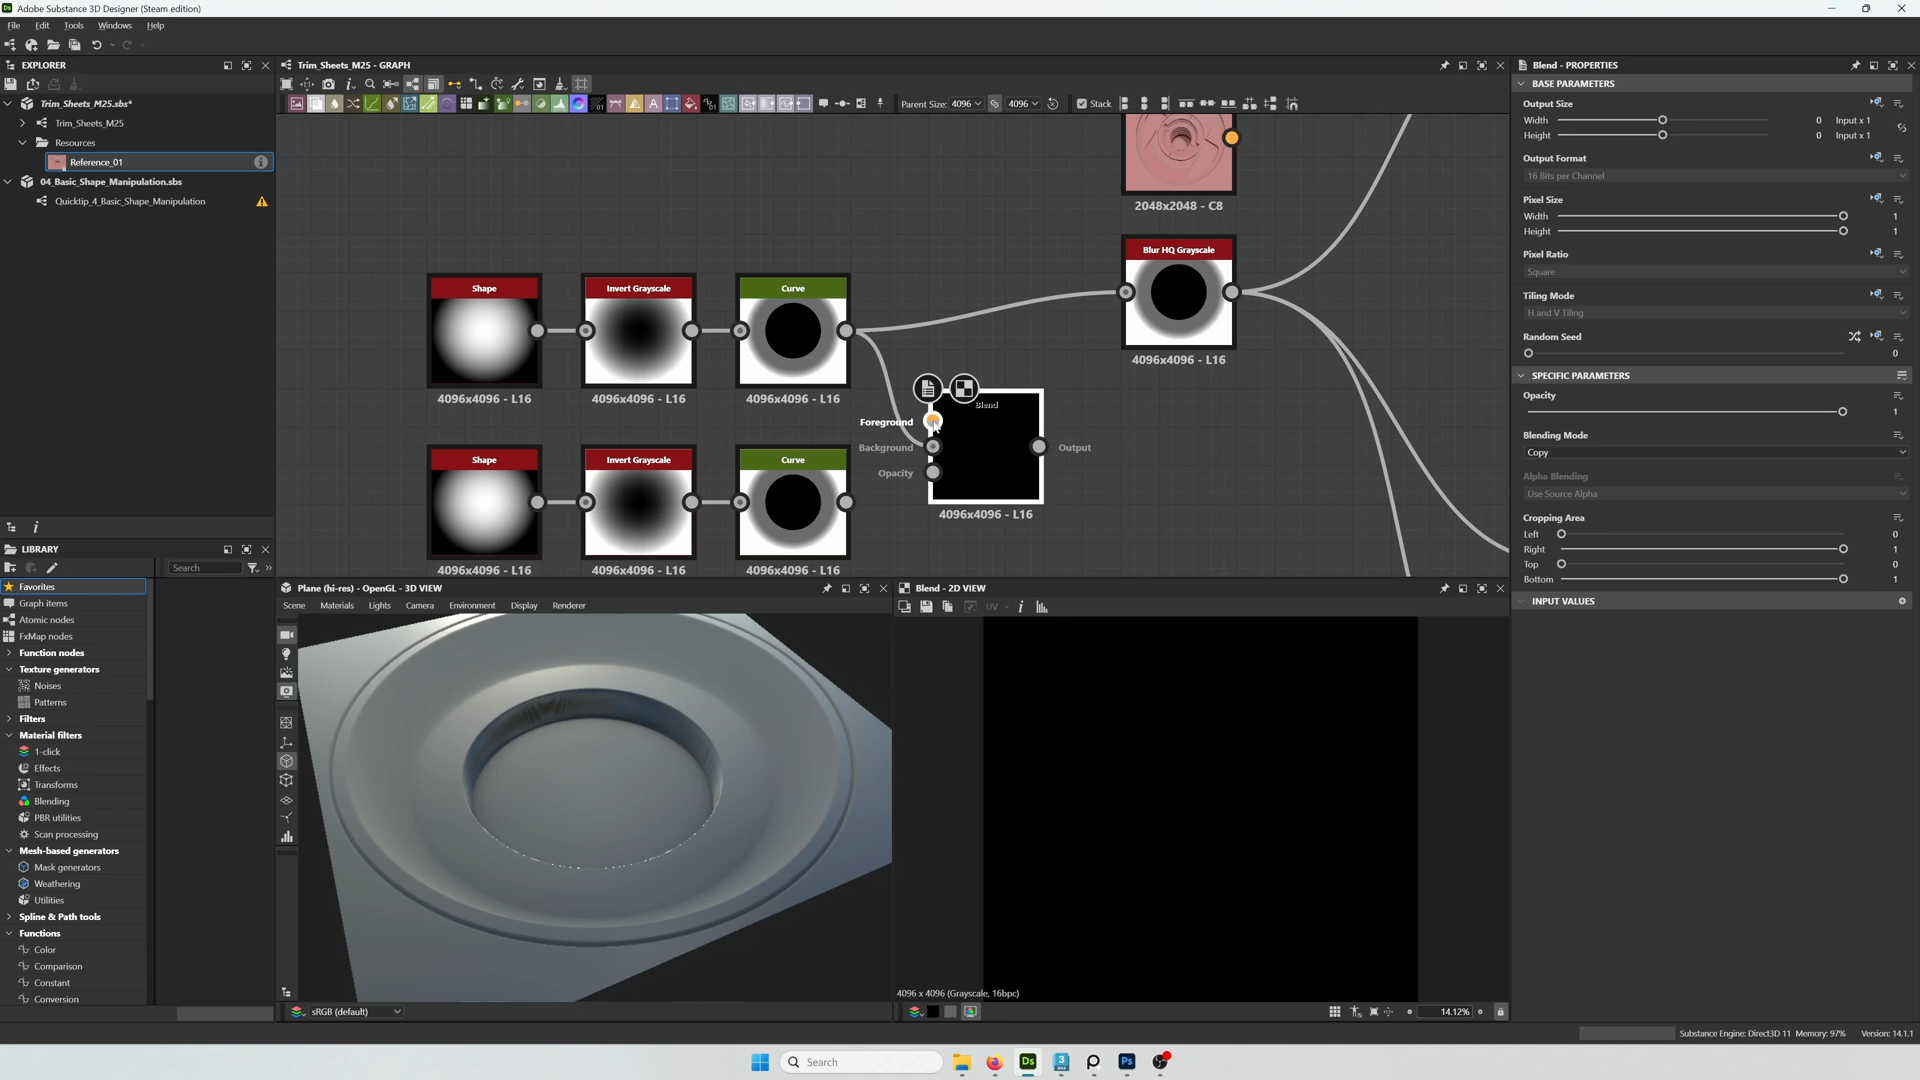 Adobe Substance 3D Designer (Steam edition)
File Edit Tools Windows Help
EXPLORER
Trim_Sheets_M25.sbs*
Trim_Sheets_M25
Resources
Reference_01
04_Basic_Shape_Manipulation.sbs
Quicktip_4_Basic_Shape_Manipulation
LIBRARY
Search
Favorites
Graph items
Atomic nodes
FxMap nodes
Function nodes
Texture generators
Noises
Patterns
Filters
Material filters
1-click
Effects
Transforms
Blending
PBR utilities
Scan processing
Mesh-based generators
Mask generators
Weathering
Utilities
Spline & Path tools
Functions
Color
Comparison
Constant
Conversion
Trim_Sheets_M25 - GRAPH
Parent Size: 4096 4096 Stack
2048x2048 - C8
Blur HQ Grayscale
4096x4096 - L16
Shape Invert Grayscale Curve
4096x4096 - L16 4096x4096 - L16 4096x4096 - L16
Blend
Foreground
Background
Opacity
Output
4096x4096 - L16
Shape Invert Grayscale Curve
4096x4096 - L16 4096x4096 - L16 4096x4096 - L16
Plane (hi-res) - OpenGL - 3D VIEW
Scene Materials Lights Camera Environment Display Renderer
sRGB (default)
Blend - 2D VIEW
UV
4096 x 4096 (Grayscale, 16bpc)
14.12%
Blend - PROPERTIES
BASE PARAMETERS
Output Size
Width 0 Input x 1
Height 0 Input x 1
Output Format
16 Bits per Channel
Pixel Size
Width 1
Height 1
Pixel Ratio
Square
Tiling Mode
H and V Tiling
Random Seed
0
SPECIFIC PARAMETERS
Opacity
1
Blending Mode
Copy
Alpha Blending
Use Source Alpha
Cropping Area
Left 0
Right 1
Top 0
Bottom 1
INPUT VALUES
Substance Engine: Direct3D 11 Memory: 97% Version: 14.1.1
Search
Ds
3
Ps